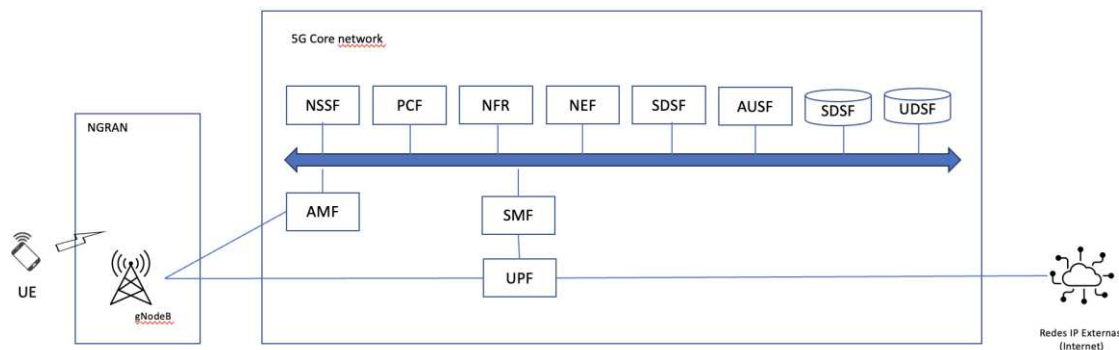 5G Core network
NSSF
PCF
NFR
NEF
SDSF
AUSF
SDSF
UDSF
NGRAN
AMF
SMF
UE
UPF
gNodeB
Redes IP Externas
(Internet)